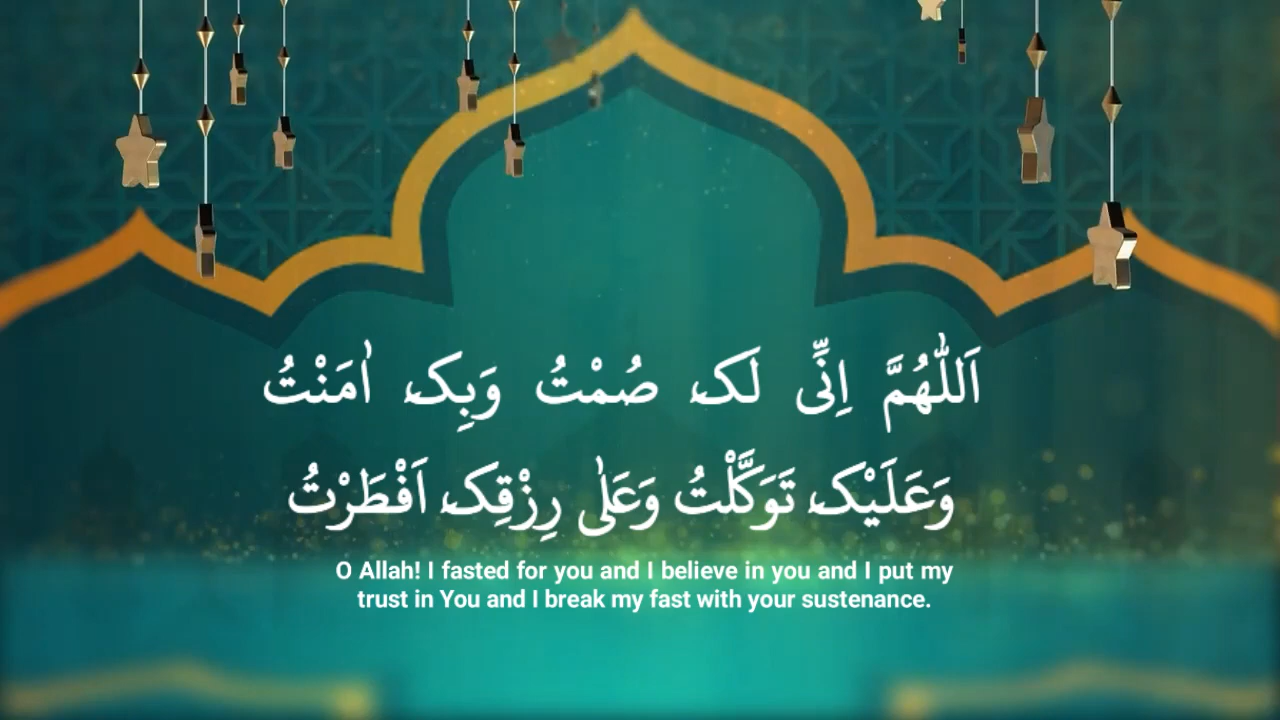 اَللّٰهُمَّ اِنِّی لَکَ صُمْتُ وَبِکَ اٰمَنْتُ
وَعَلَیْکَ تَوَکَّلْتُ وَعَلٰی رِزْقِکَ اَفْطَرْتُ
O Allah! I fasted for you and I believe in you and I put my
trust in You and I break my fast with your sustenance.